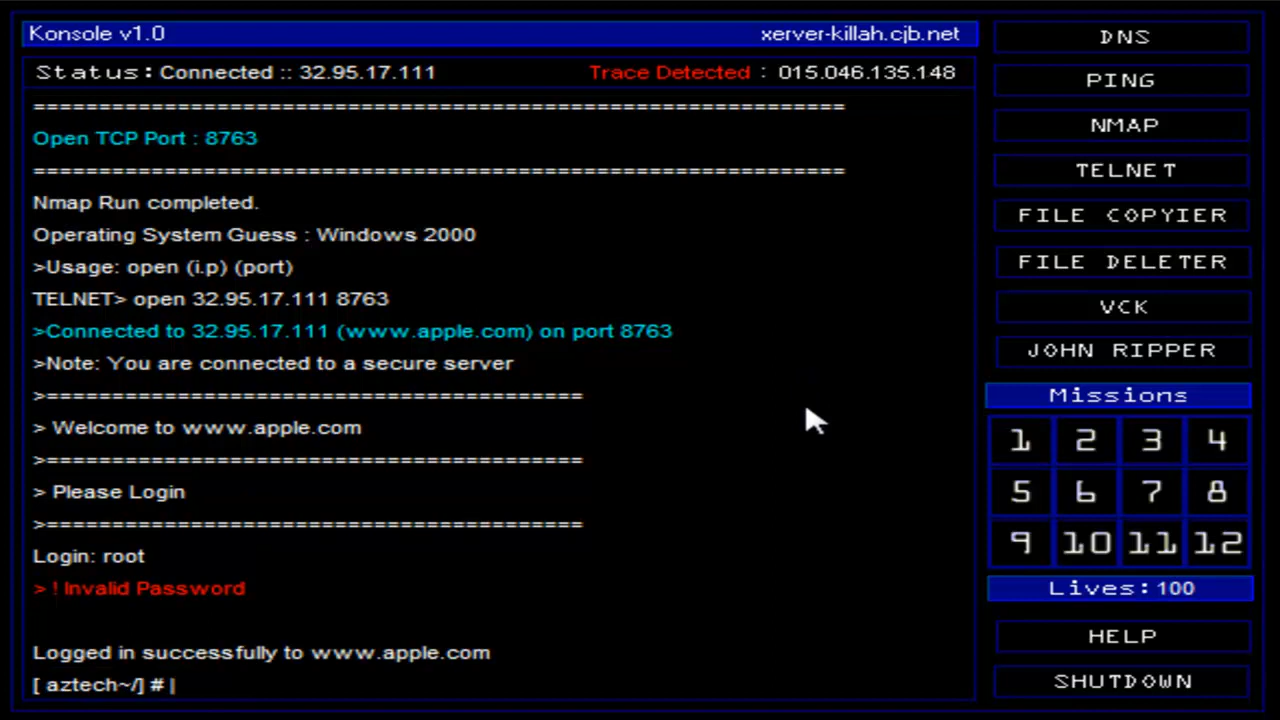 Konsole v1.0 xerver-killah.cjb.net
Status: Connected :: 32.95.17.111 Trace Detected : 015.046.135.148
==============================================================
Open TCP Port : 8763
==============================================================
Nmap Run completed.
Operating System Guess : Windows 2000
>Usage: open (i.p) (port)
TELNET> open 32.95.17.111 8763
>Connected to 32.95.17.111 (www.apple.com) on port 8763
>Note: You are connected to a secure server
>=========================================
> Welcome to www.apple.com
>=========================================
> Please Login
>=========================================
Login: root
> ! Invalid Password
Logged in successfully to www.apple.com
[ aztech~/] # |
DNS
PING
NMAP
TELNET
FILE COPYIER
FILE DELETER
VCK
JOHN RIPPER
Missions
1 2 3 4
5 6 7 8
9 10 11 12
Lives:100
HELP
SHUTDOWN